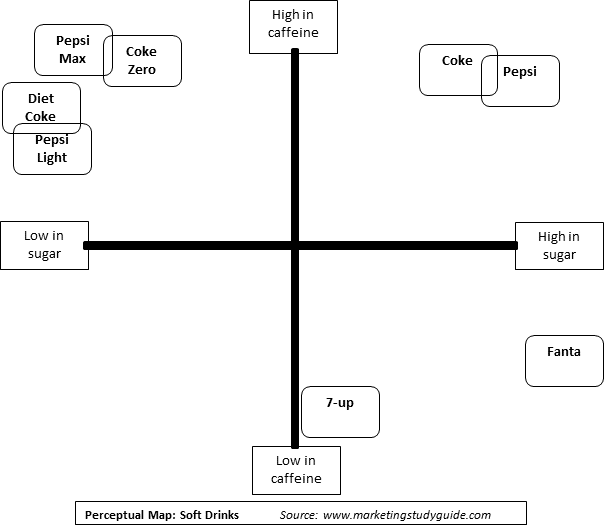 High in
caffeine
Pepsi
Max
Coke
Zero
Coke
Pepsi
Diet
Coke
Pepsi
Light
Low in
sugar
High in
sugar
Fanta
7-up
Low in
caffeine
Perceptual Map: Soft Drinks Source: www.marketingstudyguide.com